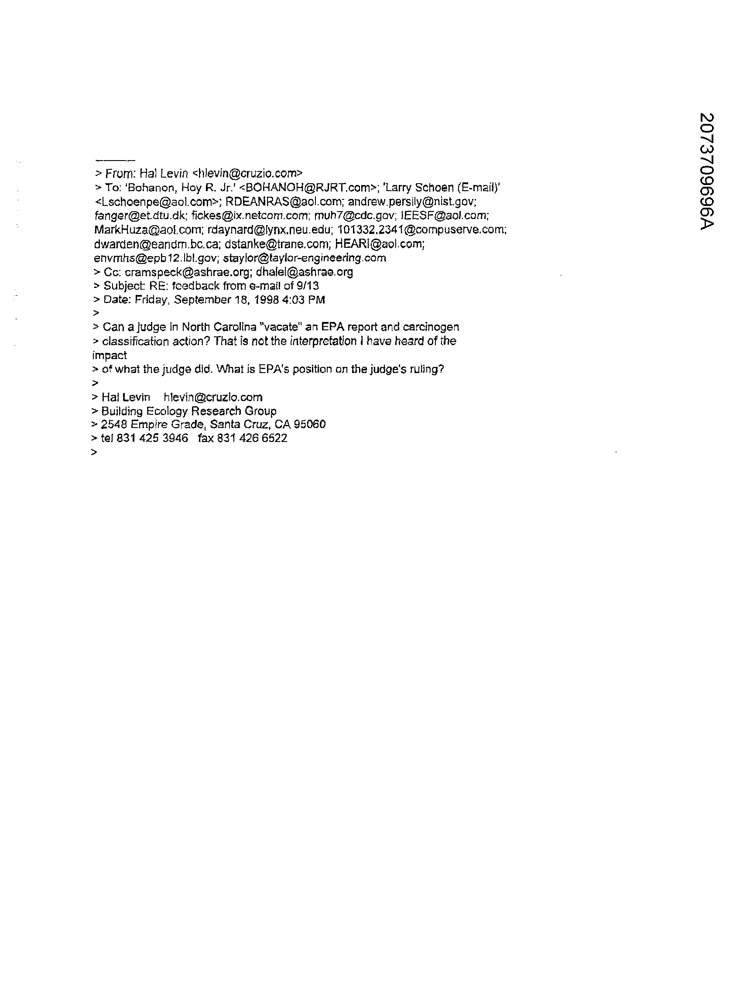 > From: Hal Levin <hlevin@cruzio.com>
> To: 'Bohanon, Hoy R. Jr.' <BOHANOH@RJRT.com>; 'Larry Schoen (E-mail)'
<Lschoenpe@aol.com>; RDEANRAS@aol.com; andrew.persily@nist.gov;
fanger@et.dtu.dk; fickes@ix.netcom.com; muh7@cdc.gov; IEESF@aol.com;
MarkHuza@aol.com; rdaynard@lynx.neu.edu; 101332.2341@compuserve.com;
dwarden@eandm.bc.ca; dstanke@trane.com; HEARI@aol.com;
envmhs@epb12.lbl.gov; staylor@taylor-engineering.com
> Cc: cramspeck@ashrae.org; dhalel@ashrae.org
> Subject: RE: feedback from e-mail of 9/13
> Date: Friday, September 18, 1998 4:03 PM
>
> Can a judge in North Carolina "vacate" an EPA report and carcinogen
> classification action? That is not the interpretation I have heard of the
impact
> of what the judge did. What is EPA's position on the judge's ruling?
>
> Hal Levin hlevin@cruzio.com
> Building Ecology Research Group
> 2548 Empire Grade, Santa Cruz, CA 95060
> tel 831 425 3946 fax 831 426 6522
>
2073709696A